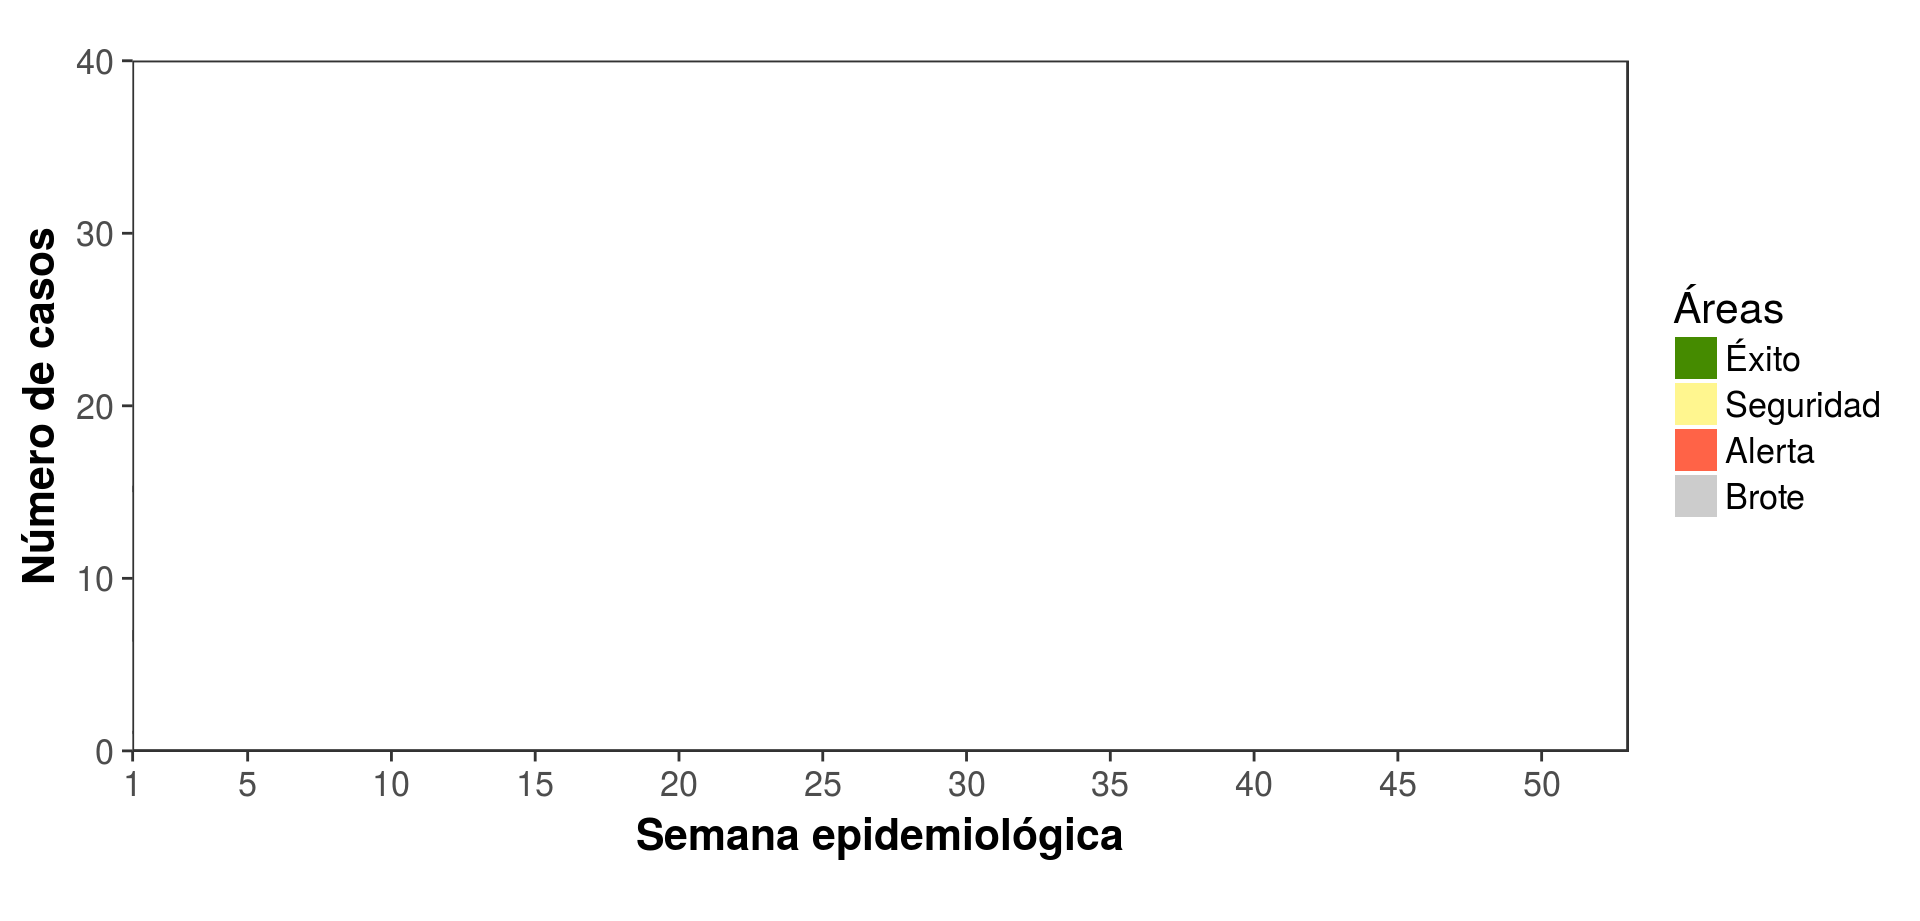 40
30
20
10
0
Número de casos
1 5 10 15 20 25 30 35 40 45 50
Semana epidemiológica
Áreas
Éxito
Seguridad
Alerta
Brote